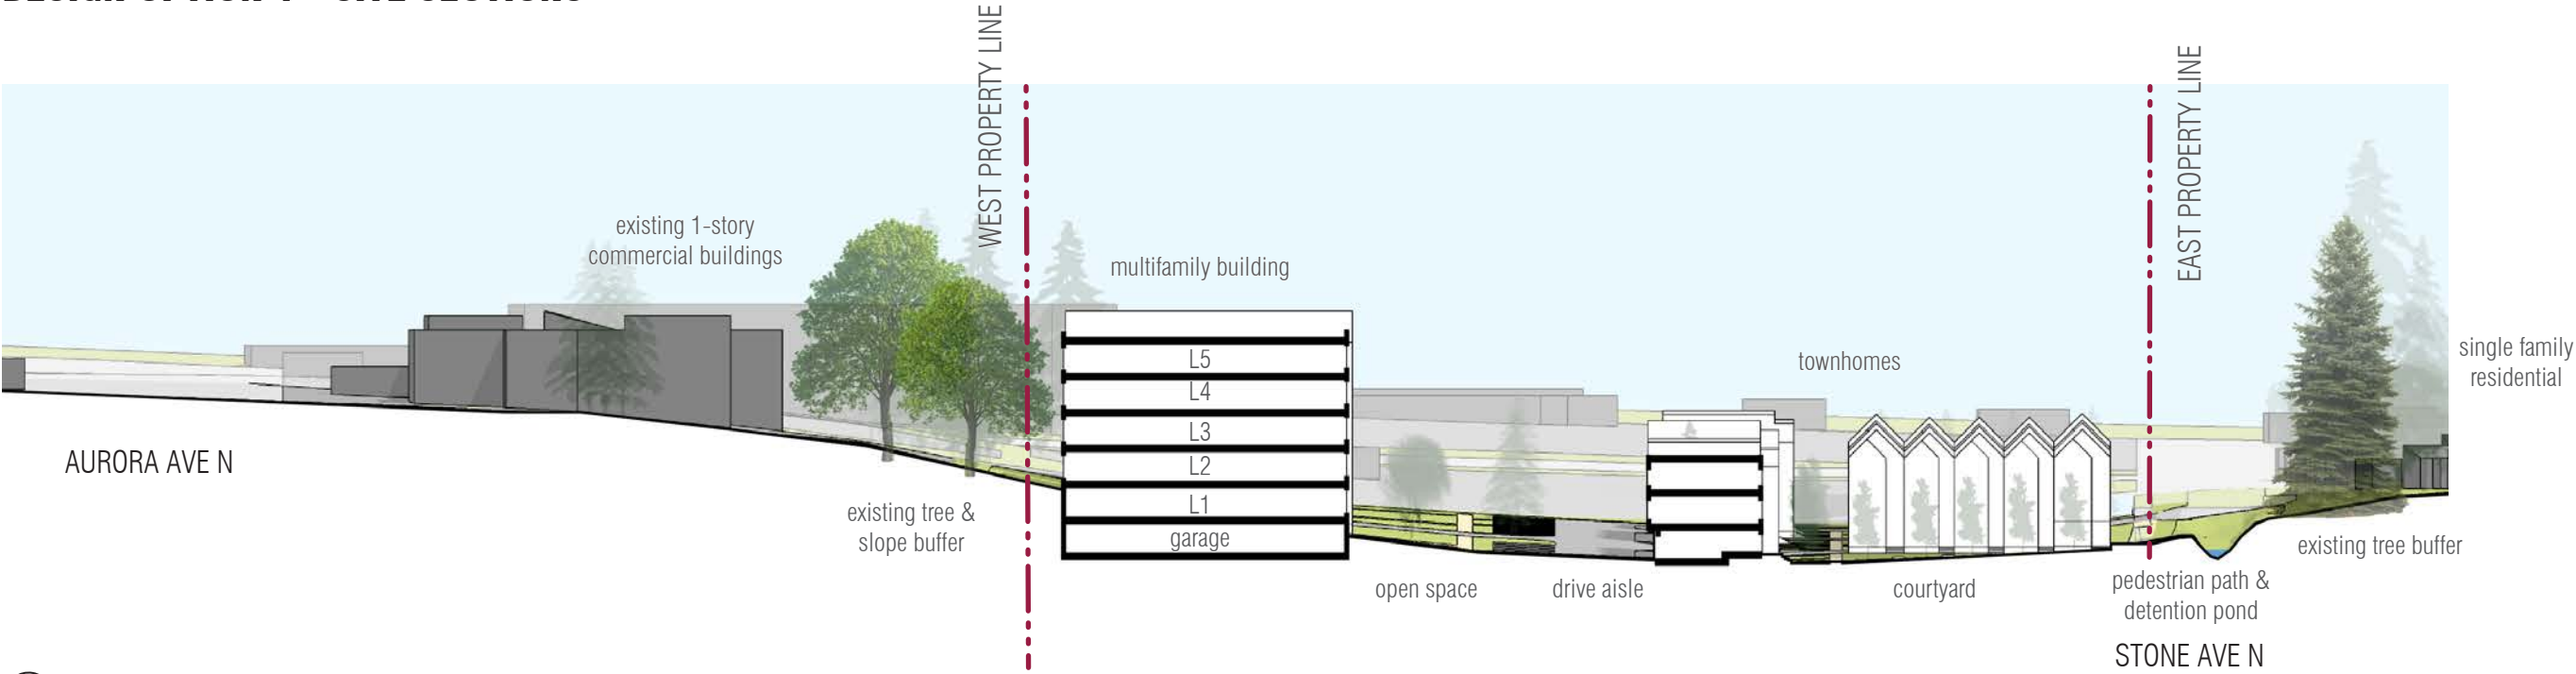 WEST PROPERTY LINE
EAST PROPERTY LINE
existing 1-story
commercial buildings
multifamily building
townhomes
single family
residential
L5
L4
L3
L2
L1
garage
AURORA AVE N
existing tree &
slope buffer
open space
drive aisle
courtyard
pedestrian path &
detention pond
existing tree buffer
STONE AVE N